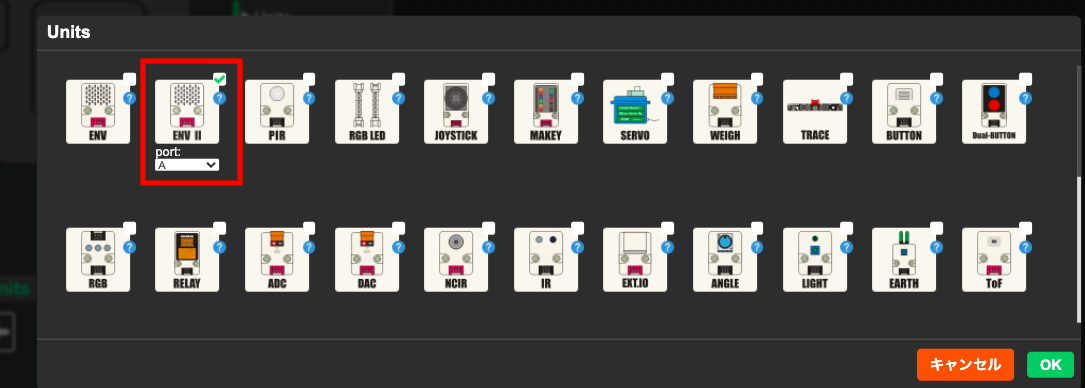 Units
ENV
ENV II
PIR
RGB LED
JOYSTICK
MAKEY
SERVO
WEIGH
TRACE
BUTTON
Dual-BUTTON
port:
A
RGB
RELAY
ADC
DAC
NCIR
IR
EXT.IO
ANGLE
LIGHT
EARTH
ToF
キャンセル
OK